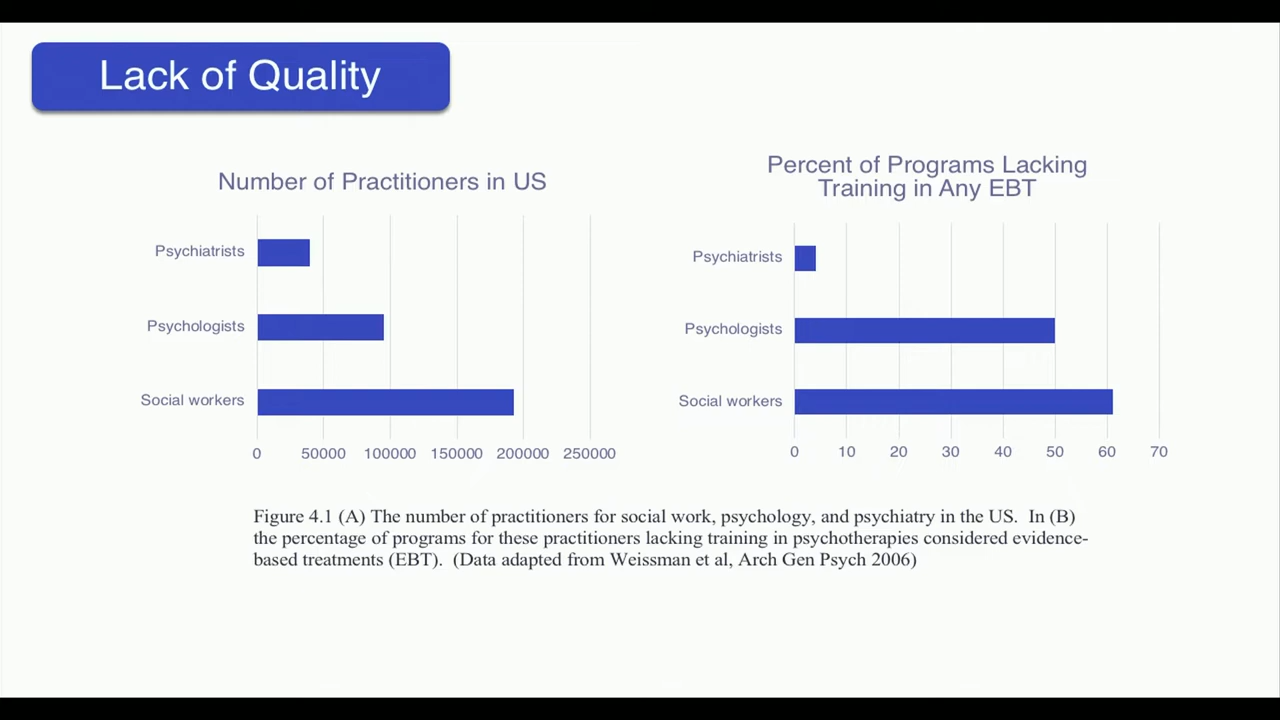 Lack of Quality
Number of Practitioners in US
Psychiatrists
Psychologists
Social workers
0 50000 100000 150000 200000 250000
Percent of Programs Lacking
Training in Any EBT
Psychiatrists
Psychologists
Social workers
0 10 20 30 40 50 60 70
Figure 4.1 (A) The number of practitioners for social work, psychology, and psychiatry in the US.  In (B)
the percentage of programs for these practitioners lacking training in psychotherapies considered evidence-
based treatments (EBT).  (Data adapted from Weissman et al, Arch Gen Psych 2006)